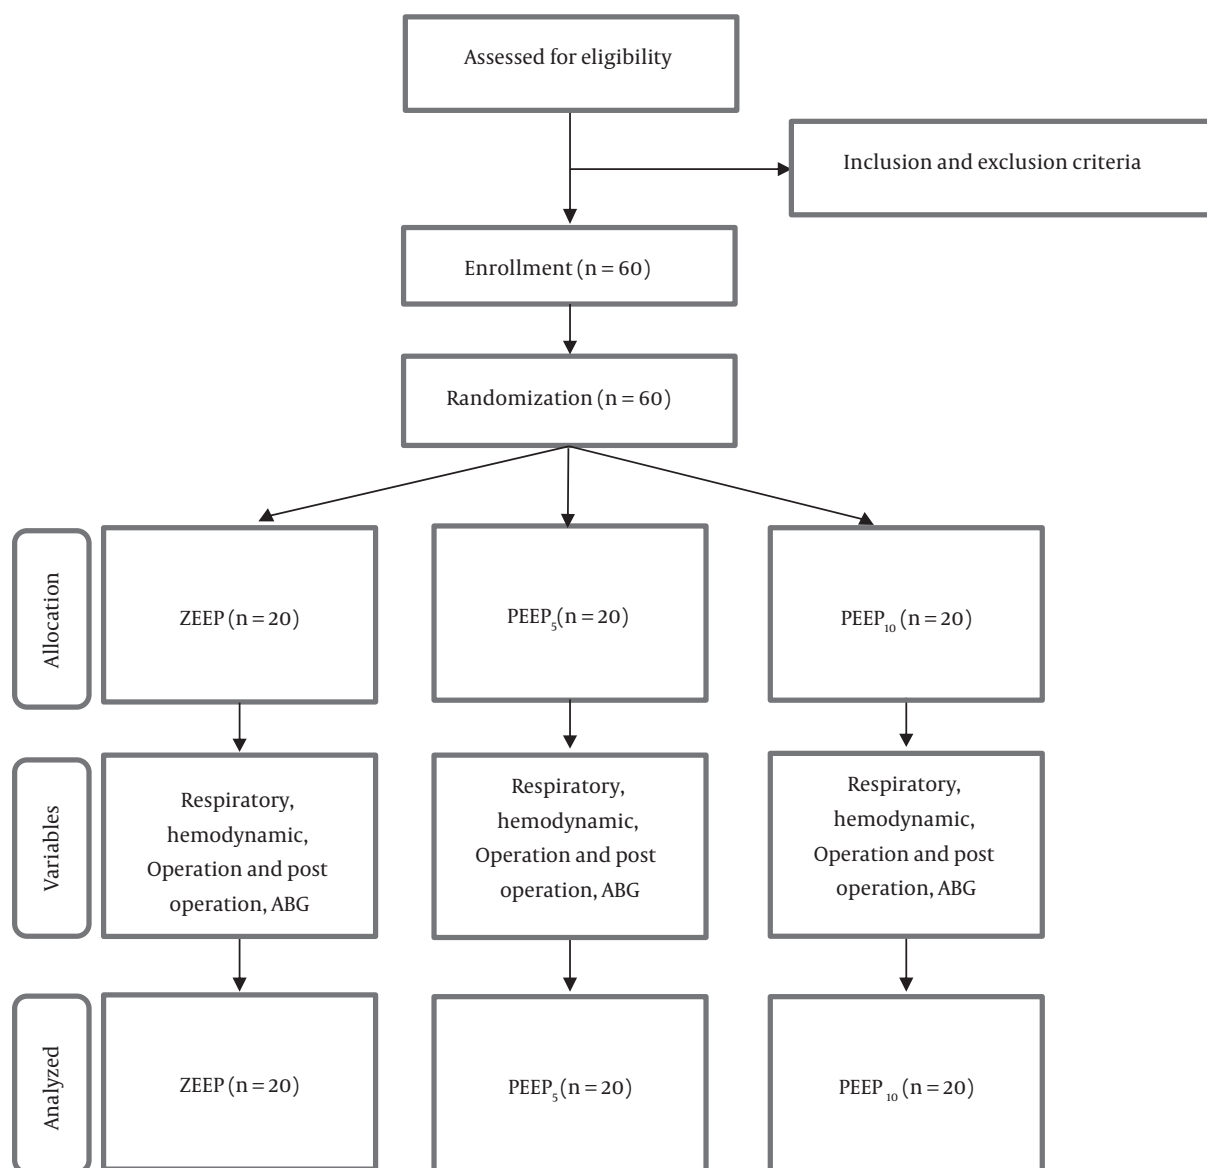 Assessed for eligibility
Inclusion and exclusion criteria
Enrollment (n = 60)
Randomization (n = 60)
Allocation
ZEEP (n = 20)
PEEP₅(n = 20)
PEEP₁₀ (n = 20)
Variables
Respiratory,
hemodynamic,
Operation and post
operation, ABG
Respiratory,
hemodynamic,
Operation and post
operation, ABG
Respiratory,
hemodynamic,
Operation and post
operation, ABG
Analyzed
ZEEP (n = 20)
PEEP₅(n = 20)
PEEP ₁₀ (n = 20)